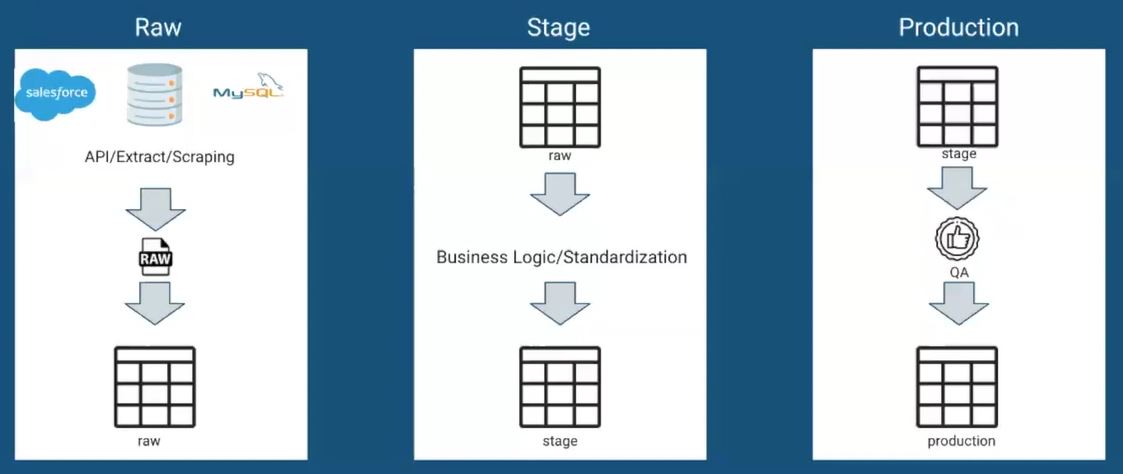 Raw
salesforce
MySQL
API/Extract/Scraping
RAW
raw
Stage
raw
Business Logic/Standardization
stage
Production
stage
QA
production